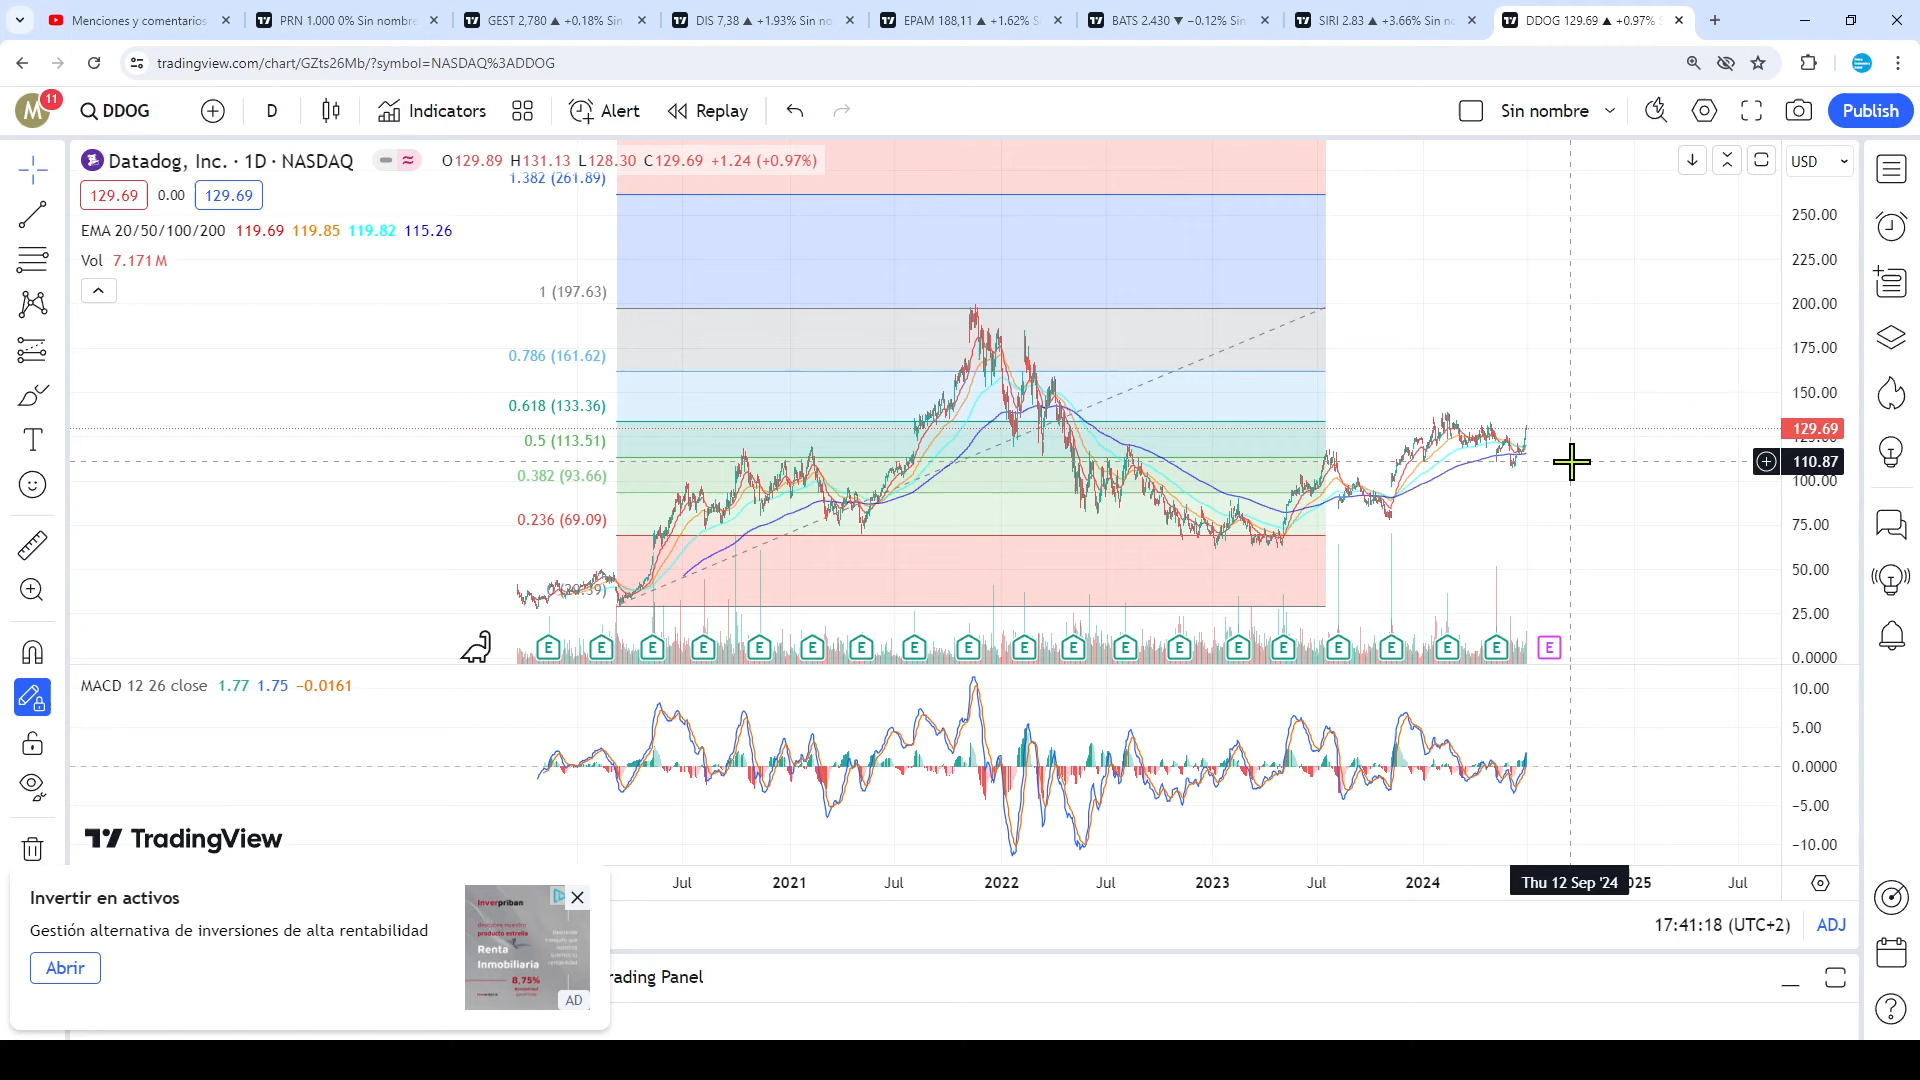 Menciones y comentarios
PRN 1.000 0% Sin nombre
GEST 2,780 ▲ +0.18% Sin
DIS 7,38 ▲ +1.93% Sin no
EPAM 188,11 ▲ +1.62% S
BATS 2.430 ▼ −0.12% Sin
SIRI 2.83 ▲ +3.66% Sin no
DDOG 129.69 ▲ +0.97% S
tradingview.com/chart/GZts26Mb/?symbol=NASDAQ%3ADDOG
M
11
DDOG
D
Indicators
Alert
Replay
Sin nombre
Publish
Datadog, Inc. · 1D · NASDAQ
O129.89 H131.13 L128.30 C129.69 +1.24 (+0.97%)
USD
129.69
0.00
129.69
EMA 20/50/100/200 119.69 119.85 119.82 115.26
Vol 7.171 M
1.382 (261.89)
1 (197.63)
0.786 (161.62)
0.618 (133.36)
0.5 (113.51)
0.382 (93.66)
0.236 (69.09)
250.00
225.00
200.00
175.00
150.00
129.69
125.00
110.87
100.00
75.00
50.00
25.00
0.0000
E E E E E E E E E E E E E E E E E E E E
MACD 12 26 close 1.77 1.75 −0.0161
10.00
5.00
0.0000
−5.00
−10.00
TradingView
Jul
2021
Jul
2022
Jul
2023
Jul
2024
Thu 12 Sep '24
025
Jul
17:41:18 (UTC+2)
ADJ
Invertir en activos
Gestión alternativa de inversiones de alta rentabilidad
Abrir
Inverpriban
producto estrella
Renta
Inmobiliaria
8,75%
AD
rading Panel